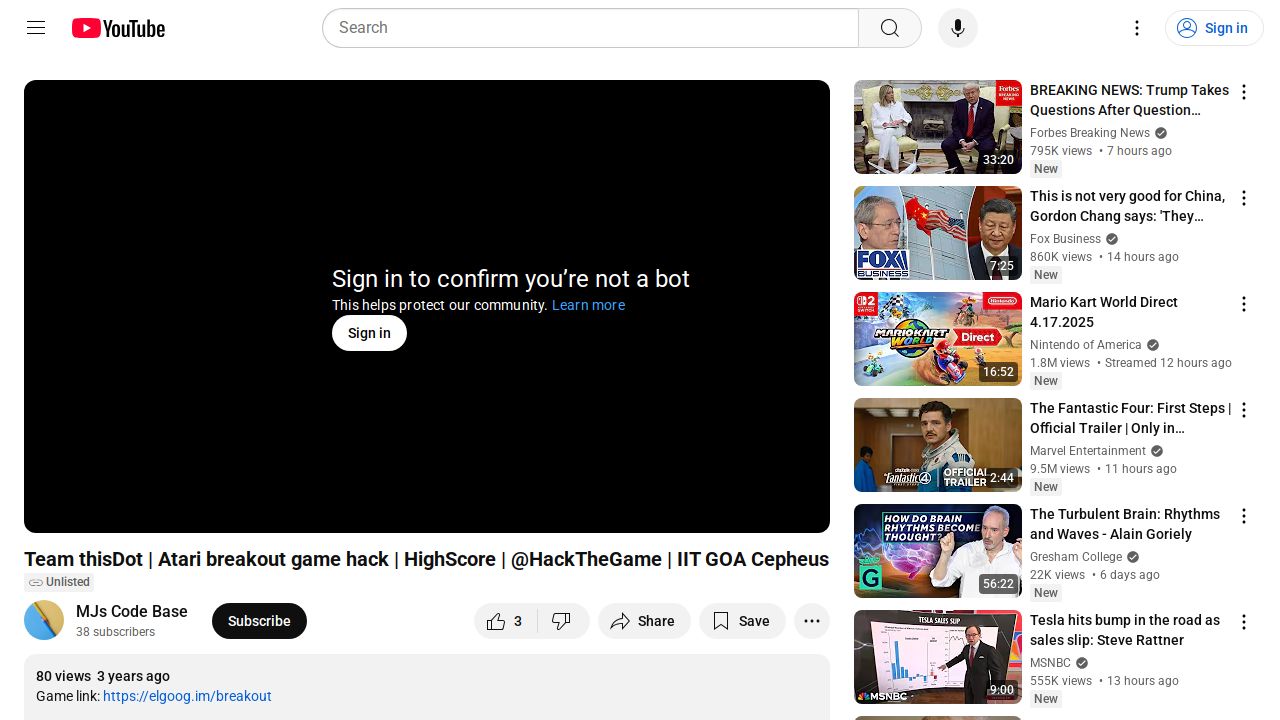 YouTube
Search
Sign in
Sign in to confirm you’re not a bot
This helps protect our community. Learn more
Sign in
Team thisDot | Atari breakout game hack | HighScore | @HackTheGame | IIT GOA Cepheus
Unlisted
MJs Code Base
38 subscribers
Subscribe
3
Share
Save
80 views 3 years ago
Game link: https://elgoog.im/breakout
Forbes
BREAKING NEWS
33:20
BREAKING NEWS: Trump Takes
Questions After Question…
Forbes Breaking News
795K views • 7 hours ago
New
FOX
BUSINESS
7:25
This is not very good for China,
Gordon Chang says: 'They…
Fox Business
860K views • 14 hours ago
New
2
Nintendo
MARIOKART
WORLD
Direct
16:52
Mario Kart World Direct
4.17.2025
Nintendo of America
1.8M views • Streamed 12 hours ago
New
FANTASTIC 4
OFFICIAL
TRAILER
2:44
The Fantastic Four: First Steps |
Official Trailer | Only in…
Marvel Entertainment
9.5M views • 11 hours ago
New
HOW DO BRAIN
RHYTHMS BECOME
THOUGHT?
G
56:22
The Turbulent Brain: Rhythms
and Waves - Alain Goriely
Gresham College
22K views • 6 days ago
New
TESLA SALES SLIP
MSNBC
9:00
Tesla hits bump in the road as
sales slip: Steve Rattner
MSNBC
555K views • 13 hours ago
New